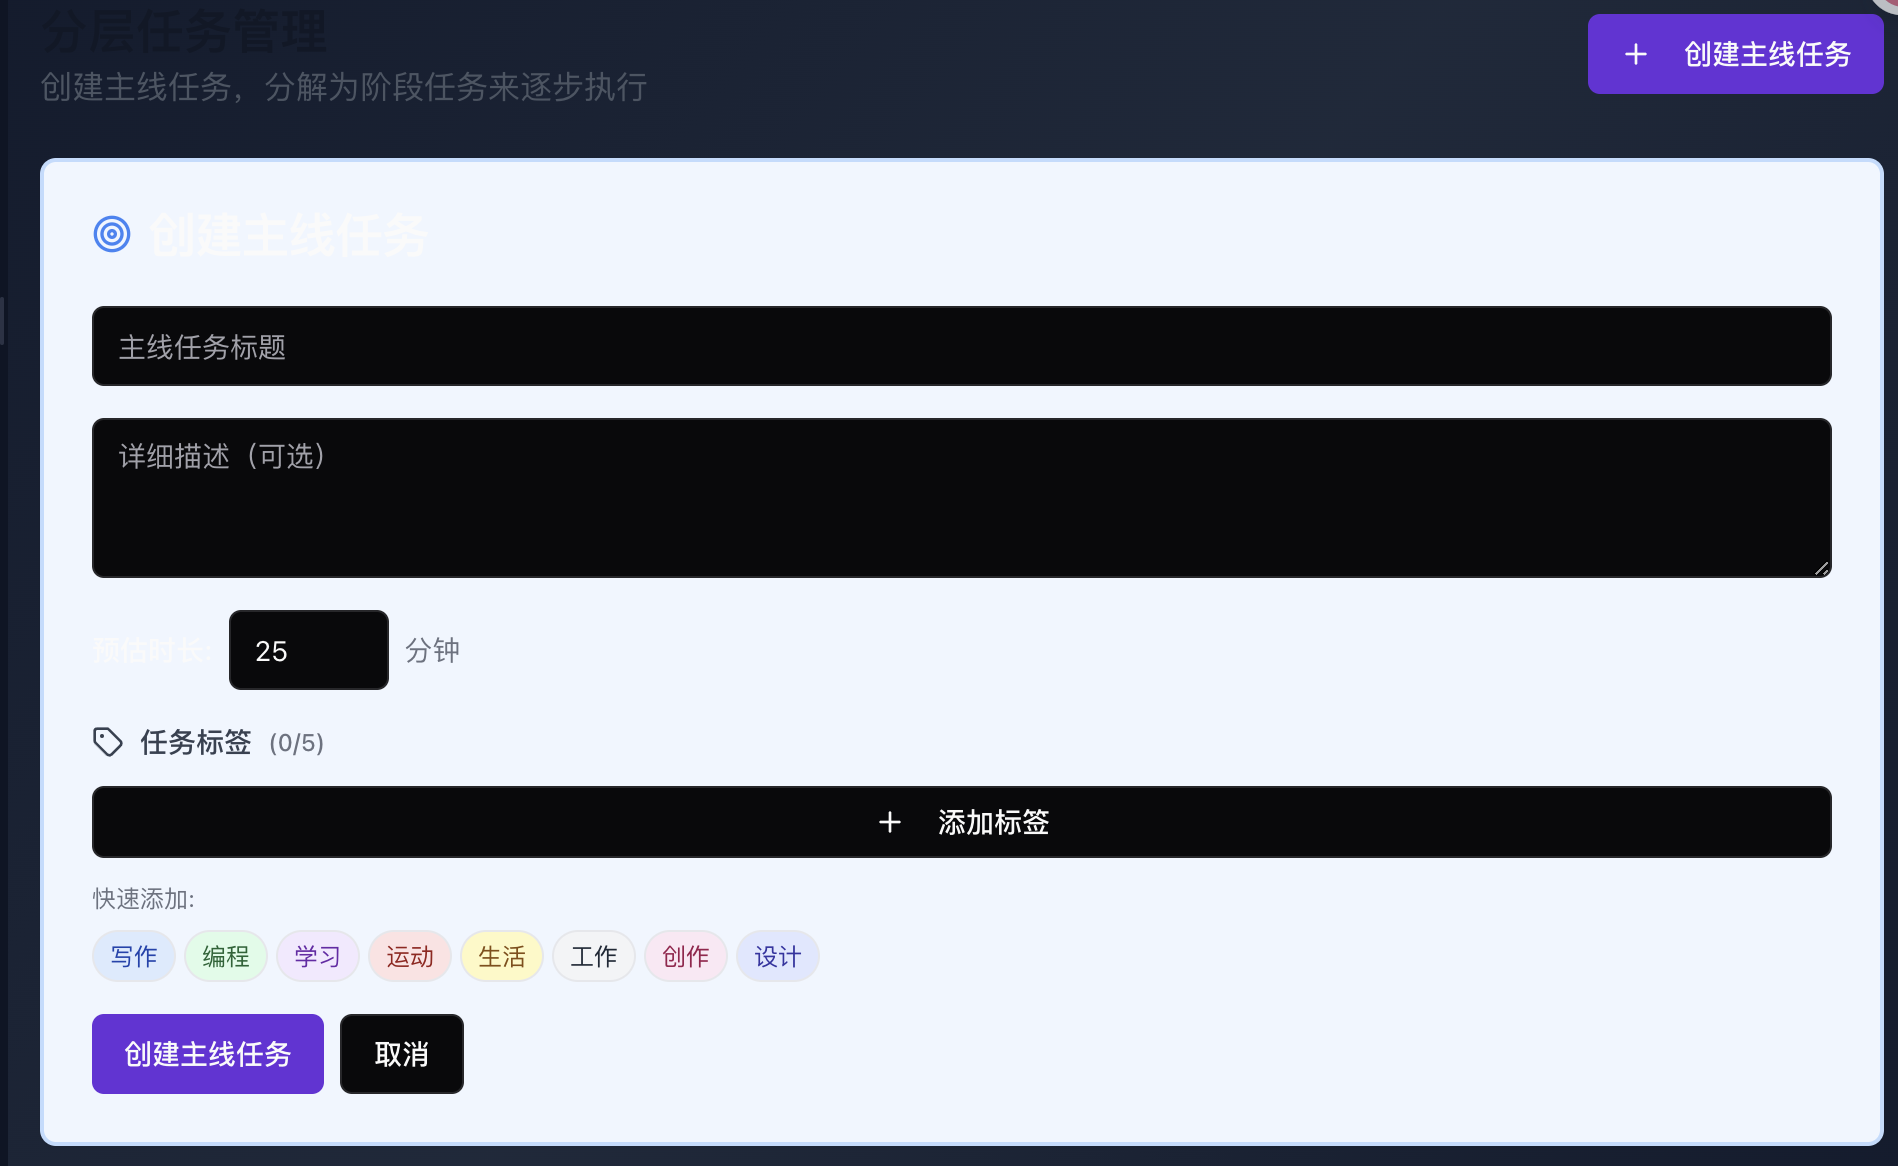 分层任务管理
创建主线任务，分解为阶段任务来逐步执行
创建主线任务
创建主线任务
主线任务标题
详细描述（可选）
预估时长: 25 分钟
任务标签 (0/5)
添加标签
快速添加:
写作 编程 学习 运动 生活 工作 创作 设计
创建主线任务 取消